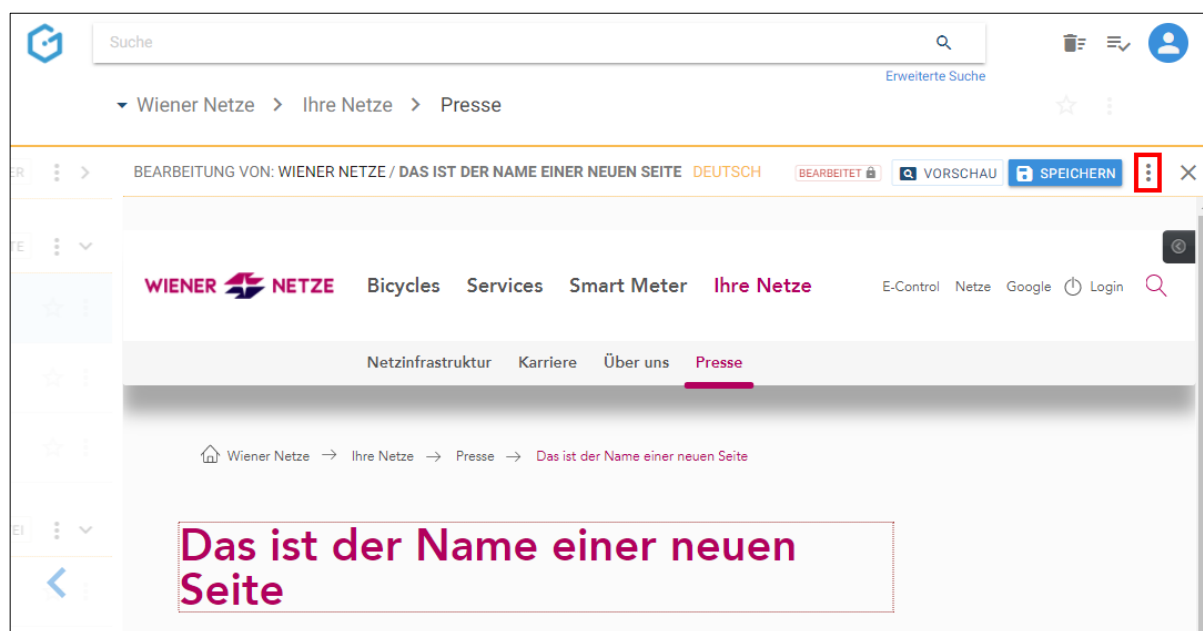 Suche
Erweiterte Suche
Wiener Netze > Ihre Netze > Presse
ER
BEARBEITUNG VON: WIENER NETZE / DAS IST DER NAME EINER NEUEN SEITE DEUTSCH BEARBEITET VORSCHAU SPEICHERN
TE
WIENER NETZE Bicycles Services Smart Meter Ihre Netze E-Control Netze Google Login
Netzinfrastruktur Karriere Über uns Presse
Wiener Netze → Ihre Netze → Presse → Das ist der Name einer neuen Seite
EI
Das ist der Name einer neuen
Seite